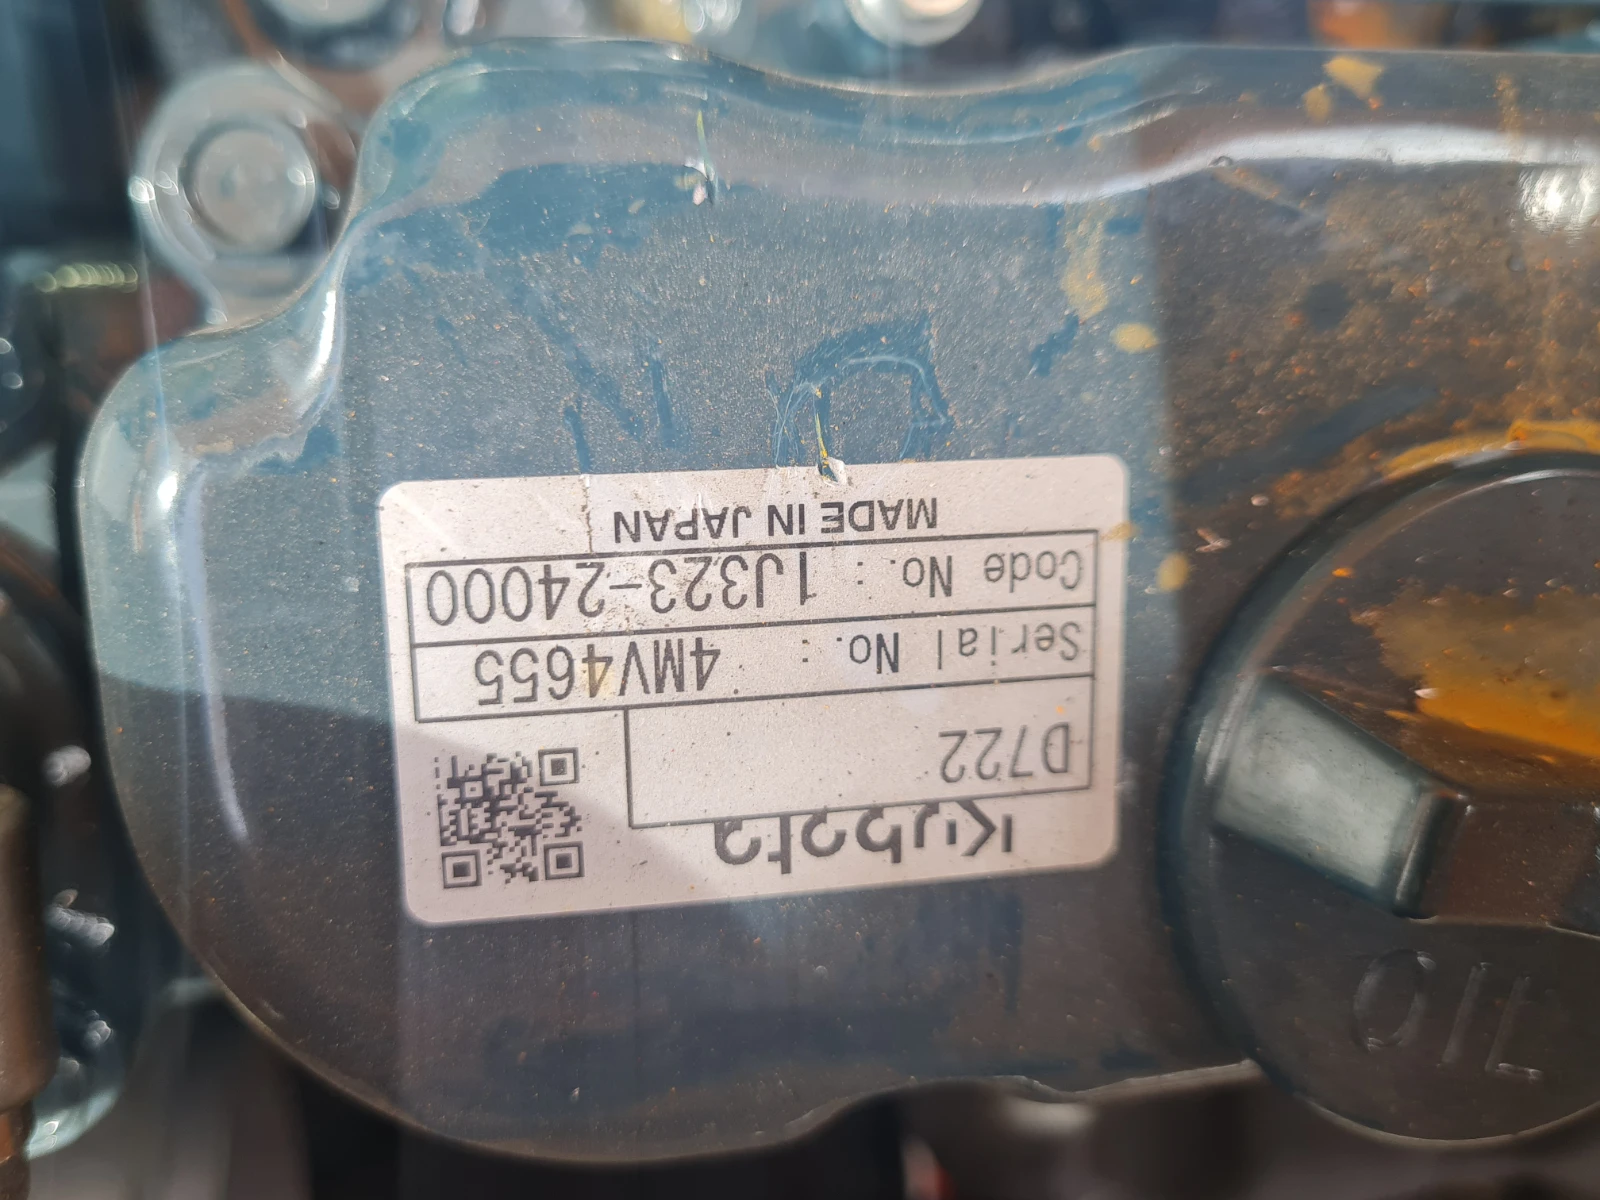 Kubota
D722
Serial No. : 4MV4655
Code No. : 1J323-24000
MADE IN JAPAN
OIL